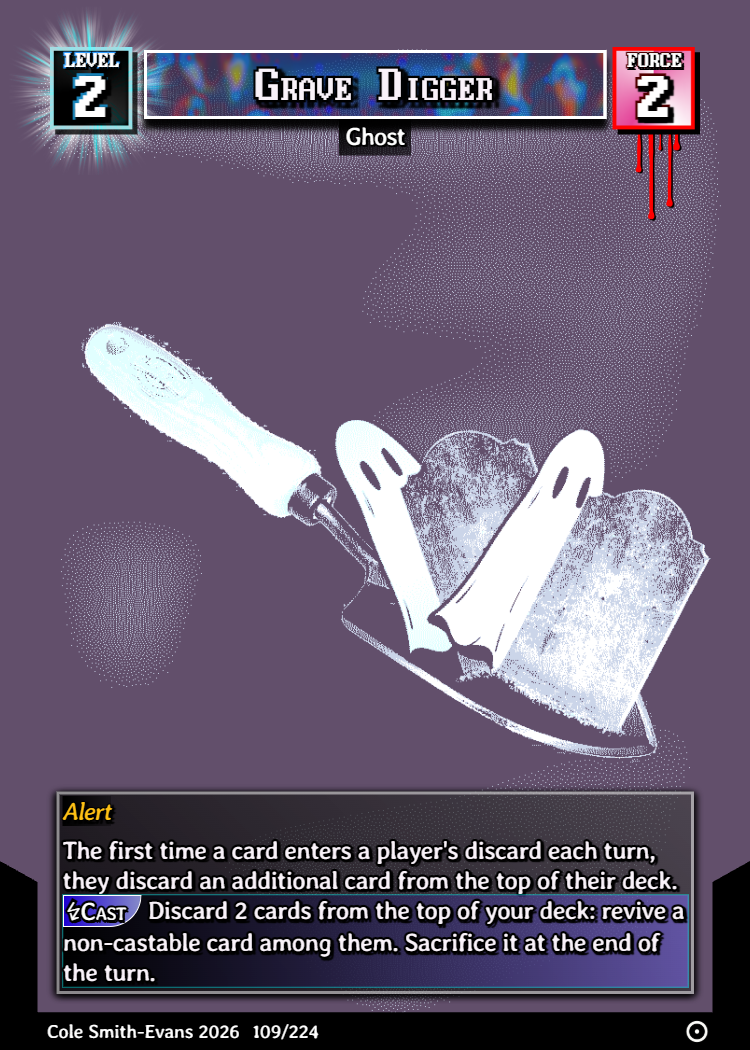 LEVEL
2
GRAVE DIGGER
FORCE
2
Ghost
Alert
The first time a card enters a player's discard each turn,
they discard an additional card from the top of their deck.
CAST Discard 2 cards from the top of your deck: revive a
non-castable card among them. Sacrifice it at the end of
the turn.
Cole Smith-Evans 2026 109/224